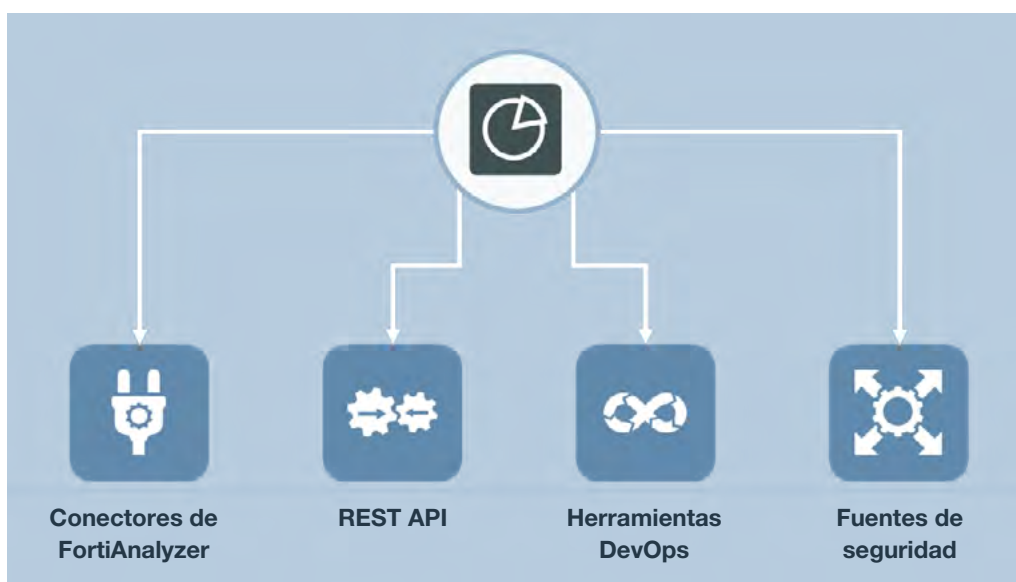 Conectores de
FortiAnalyzer
REST API
Herramientas
DevOps
Fuentes de
seguridad